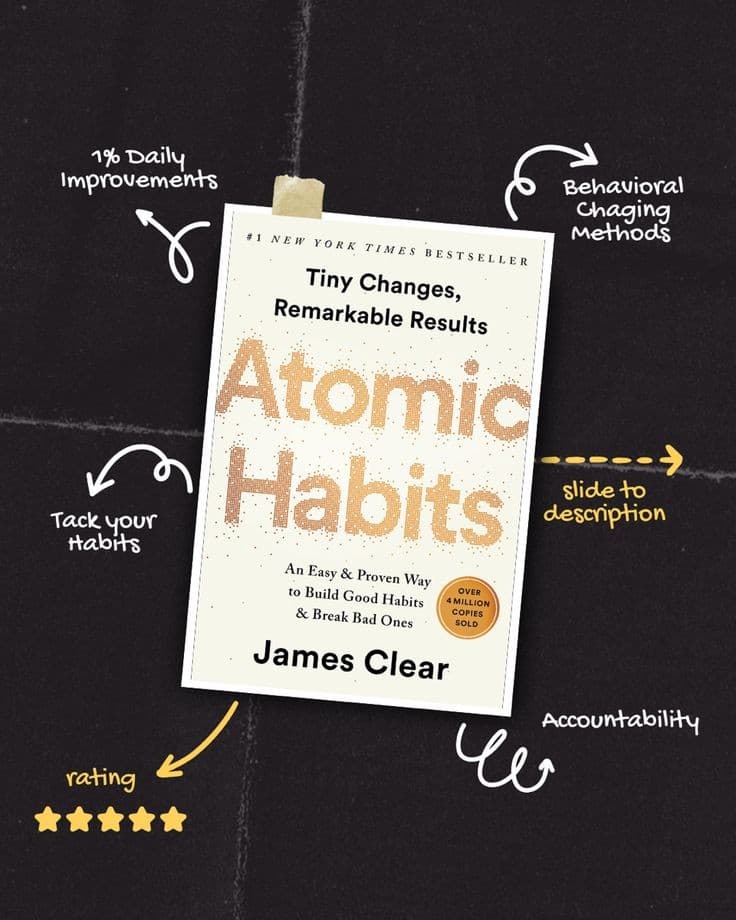 1% Daily
Improvements
Behavioral
Chaging
Methods
#1 NEW YORK TIMES BESTSELLER
Tiny Changes,
Remarkable Results
Atomic
Habits
slide to
description
Tack your
Habits
An Easy & Proven Way
to Build Good Habits
& Break Bad Ones
OVER
4 MILLION
COPIES
SOLD
James Clear
Accountability
rating